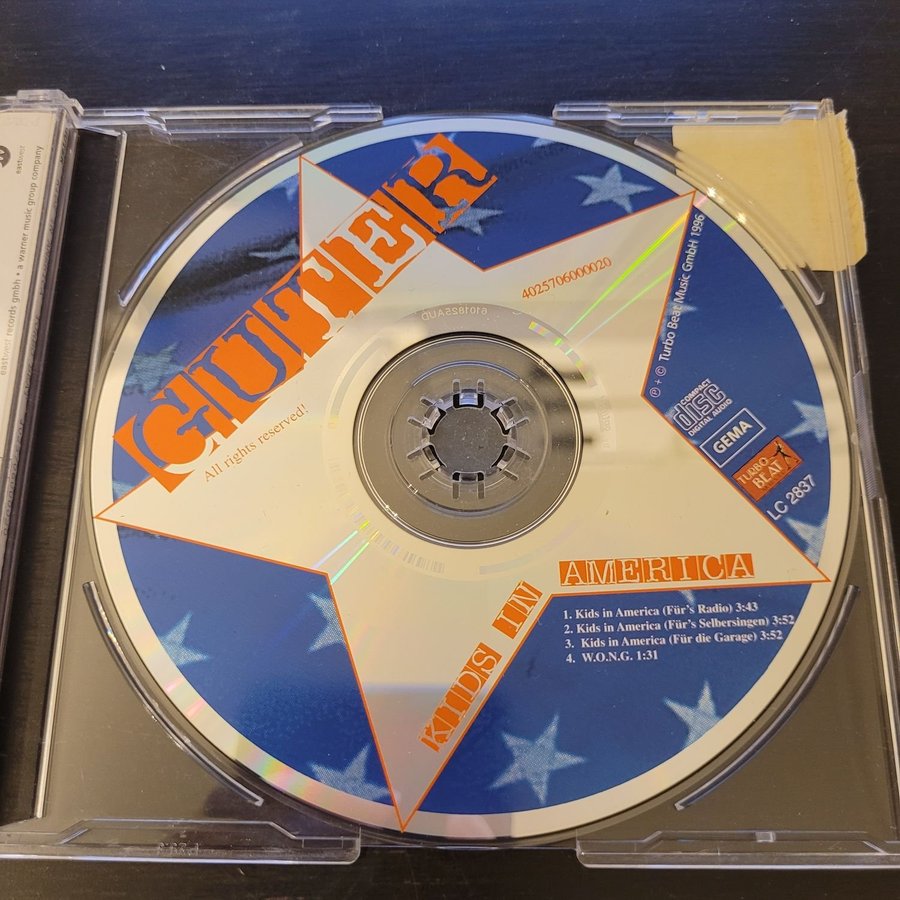 GUTER
All rights reserved!
4025706000020
℗ + © Turbo Beat Music GmbH 1996
COMPACT
disc
DIGITAL AUDIO
GEMA
TURBO
BEAT
LC 2837
KIDS IN
AMERICA
1. Kids in America (Für's Radio) 3:43
2. Kids in America (Für's Selbersingen) 3:52
3. Kids in America (Für die Garage) 3:52
4. W.O.N.G. 1:31
eastwest
eastwest records gmbh • a warner music group company